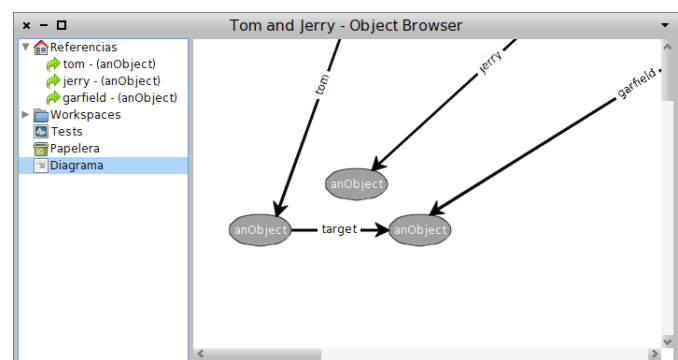 Tom and Jerry - Object Browser
Referencias
tom - (anObject)
jerry - (anObject)
garfield - (anObject)
Workspaces
Tests
Papelera
Diagrama
tom
jerry
garfield
anObject
anObject
target
anObject